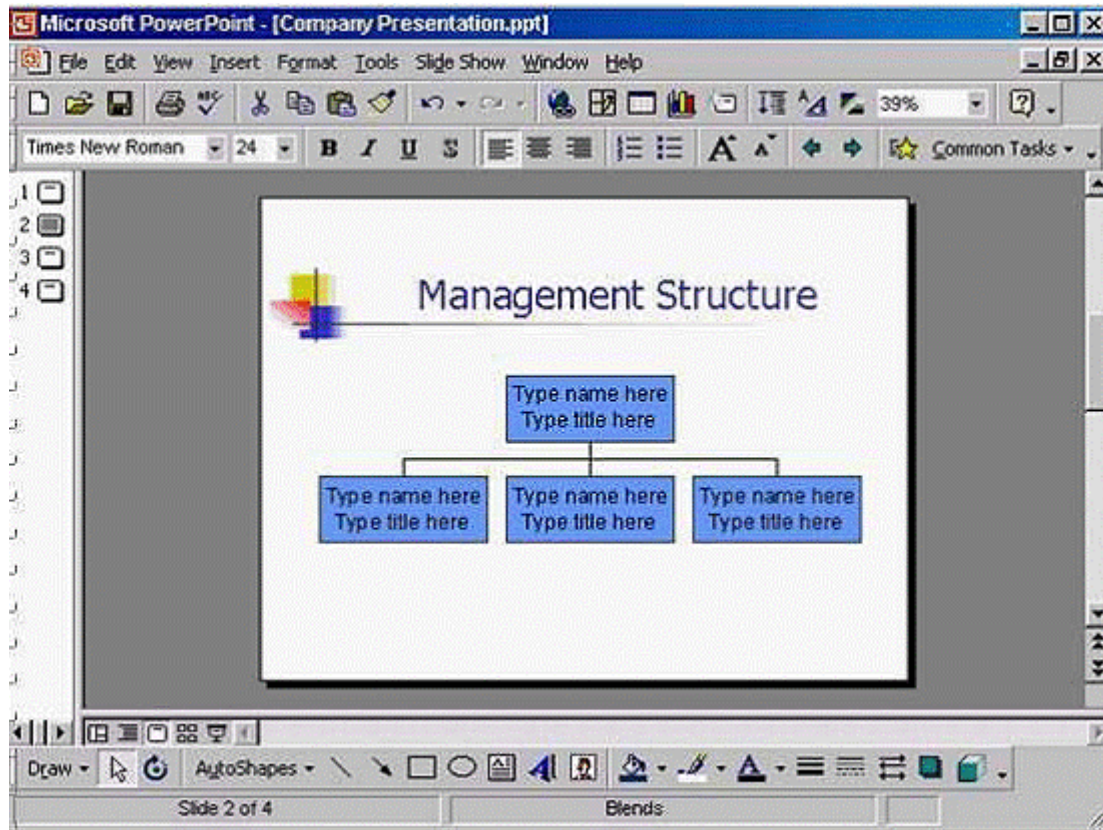 Microsoft PowerPoint - [Company Presentation.ppt]
File Edit View Insert Format Tools Slide Show Window Help
39%
Times New Roman 24 B I U S A A Common Tasks
1
2
3
4
Management Structure
Type name here
Type title here
Type name here
Type title here
Type name here
Type title here
Type name here
Type title here
Draw AutoShapes
Slide 2 of 4 Blends